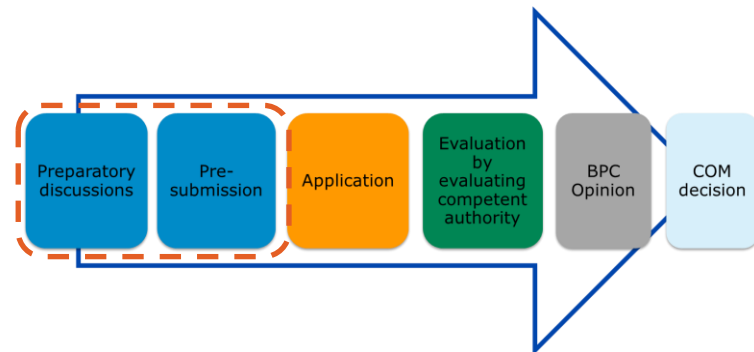 Preparatory
discussions
Pre-
submission
Application
Evaluation
by
evaluating
competent
authority
BPC
Opinion
COM
decision